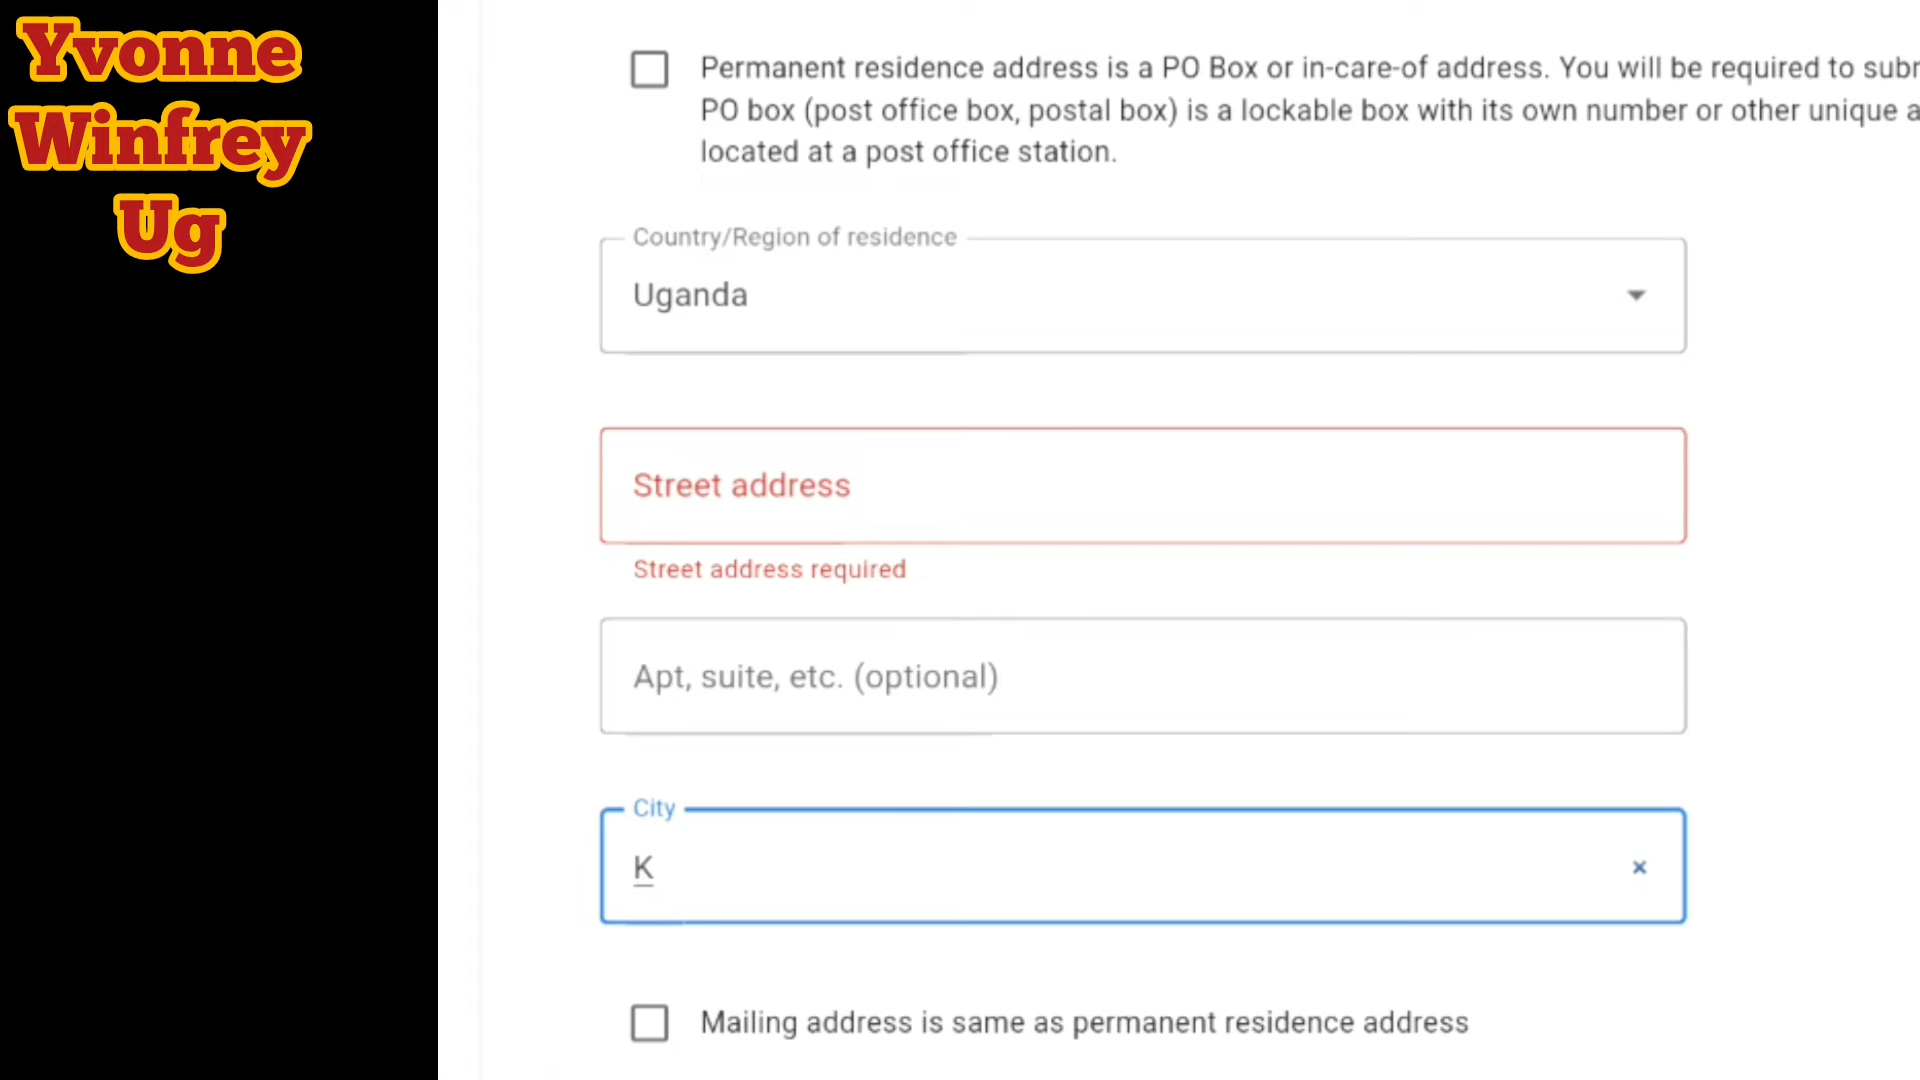 Yvonne
Winfrey
Ug
Permanent residence address is a PO Box or in-care-of address. You will be required to
PO box (post office box, postal box) is a lockable box with its own number or other unique
located at a post office station.
Country/Region of residence
Uganda
Street address
Street address required
Apt, suite, etc. (optional)
City
K
Mailing address is same as permanent residence address